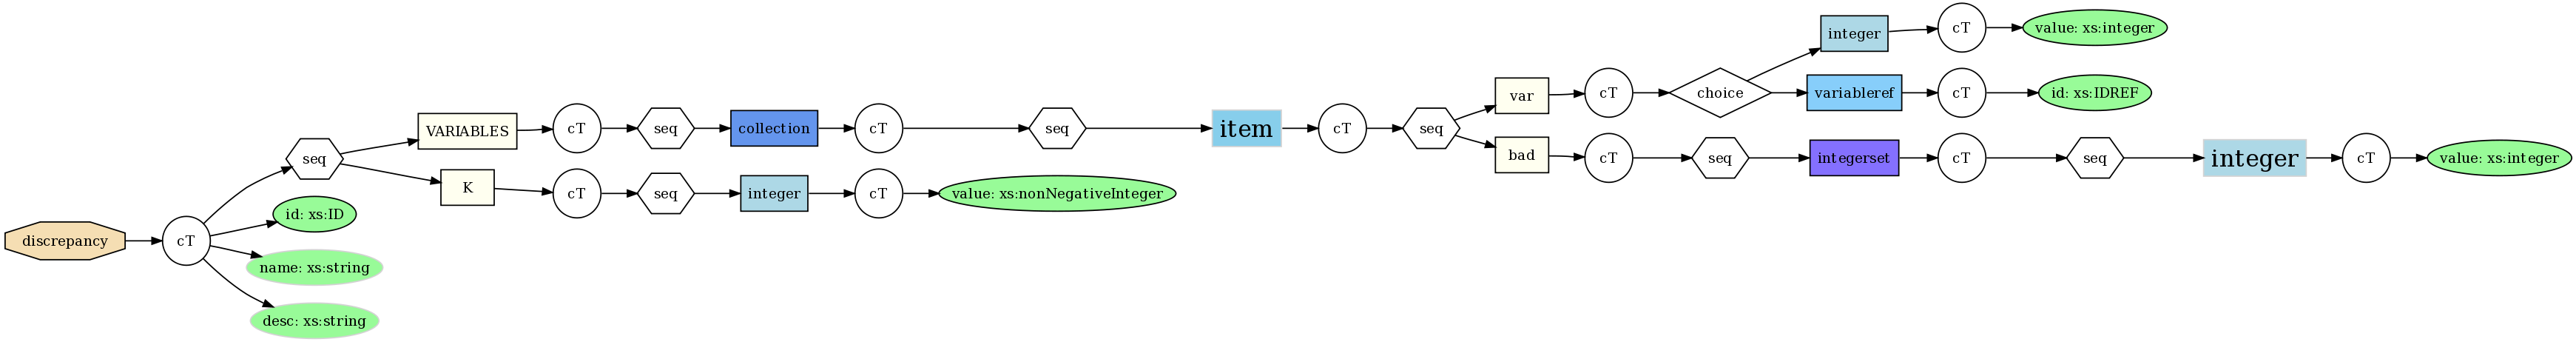 discrepancy
cT
seq
id: xs:ID
name: xs:string
desc: xs:string
VARIABLES
cT
seq
collection
cT
seq
item
cT
seq
var
cT
choice
integer
cT
value: xs:integer
variableref
cT
id: xs:IDREF
bad
cT
seq
integerset
cT
seq
integer
cT
value: xs:integer
K
cT
seq
integer
cT
value: xs:nonNegativeInteger